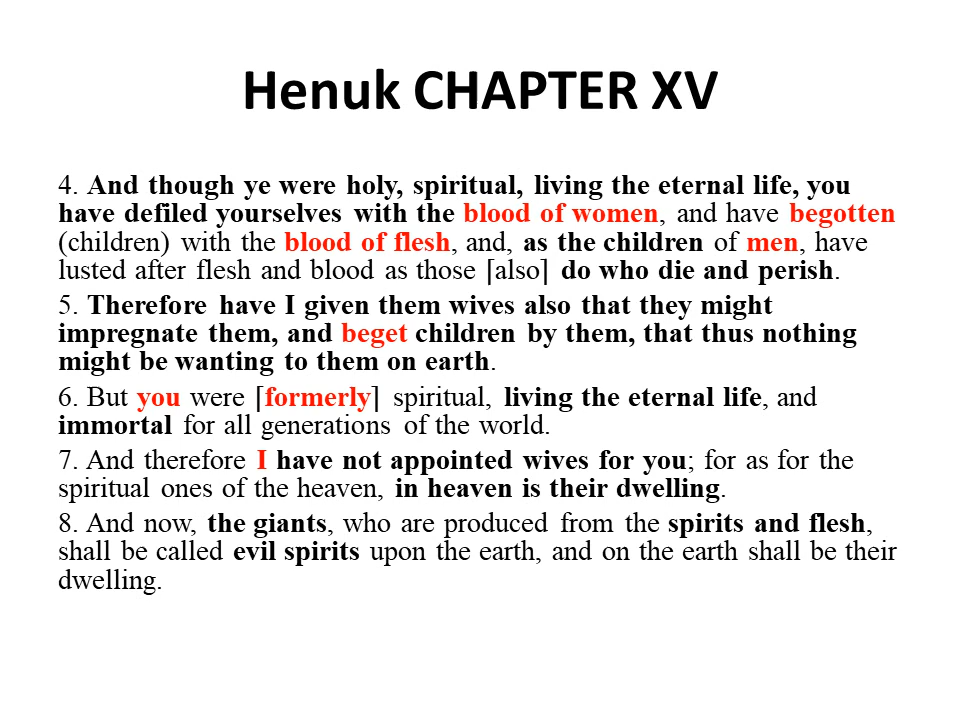 Henuk CHAPTER XV
4. And though ye were holy, spiritual, living the eternal life, you
have defiled yourselves with the blood of women, and have begotten
(children) with the blood of flesh, and, as the children of men, have
lusted after flesh and blood as those ⌈also⌉ do who die and perish.
5. Therefore have I given them wives also that they might
impregnate them, and beget children by them, that thus nothing
might be wanting to them on earth.
6. But you were ⌈formerly⌉ spiritual, living the eternal life, and
immortal for all generations of the world.
7. And therefore I have not appointed wives for you; for as for the
spiritual ones of the heaven, in heaven is their dwelling.
8. And now, the giants, who are produced from the spirits and flesh,
shall be called evil spirits upon the earth, and on the earth shall be their
dwelling.